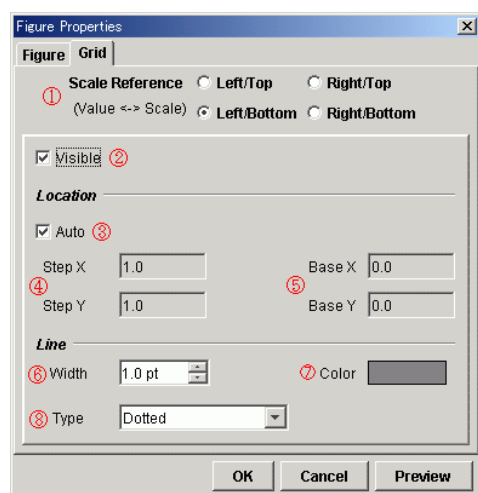 Figure Properties
Figure Grid
① Scale Reference Left/Top Right/Top
(Value <-> Scale) Left/Bottom Right/Bottom
Visible ②
Location
Auto ③
④ Step X 1.0 ⑤ Base X 0.0
Step Y 1.0 Base Y 0.0
Line
⑥ Width 1.0 pt ⑦ Color
⑧ Type Dotted
OK Cancel Preview